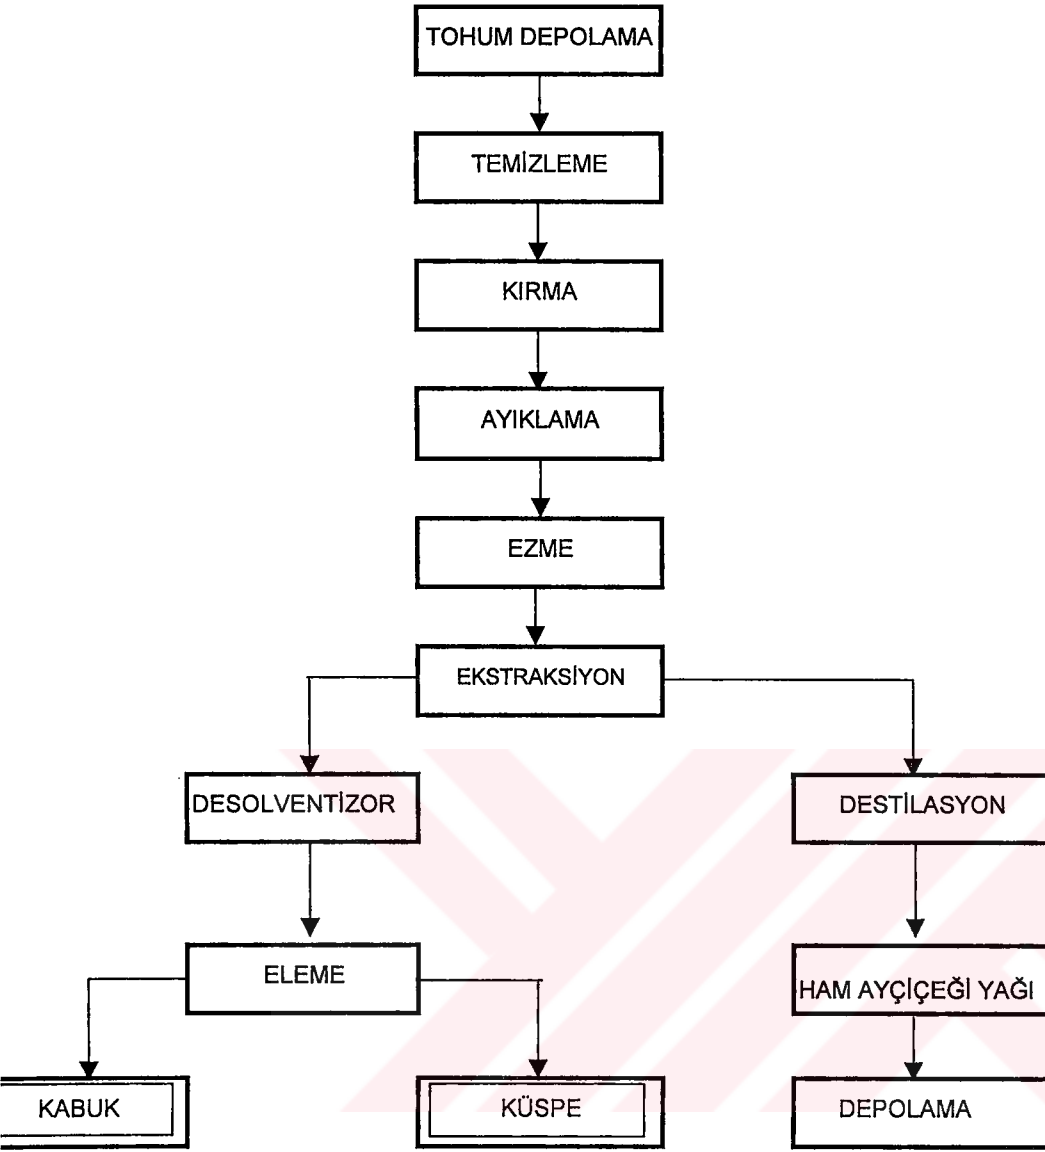 TOHUM DEPOLAMA
TEMİZLEME
KIRMA
AYIKLAMA
EZME
EKSTRAKSİYON
DESOLVENTİZOR
DESTİLASYON
ELEME
HAM AYÇİÇEĞİ YAĞI
KABUK
KÜSPE
DEPOLAMA